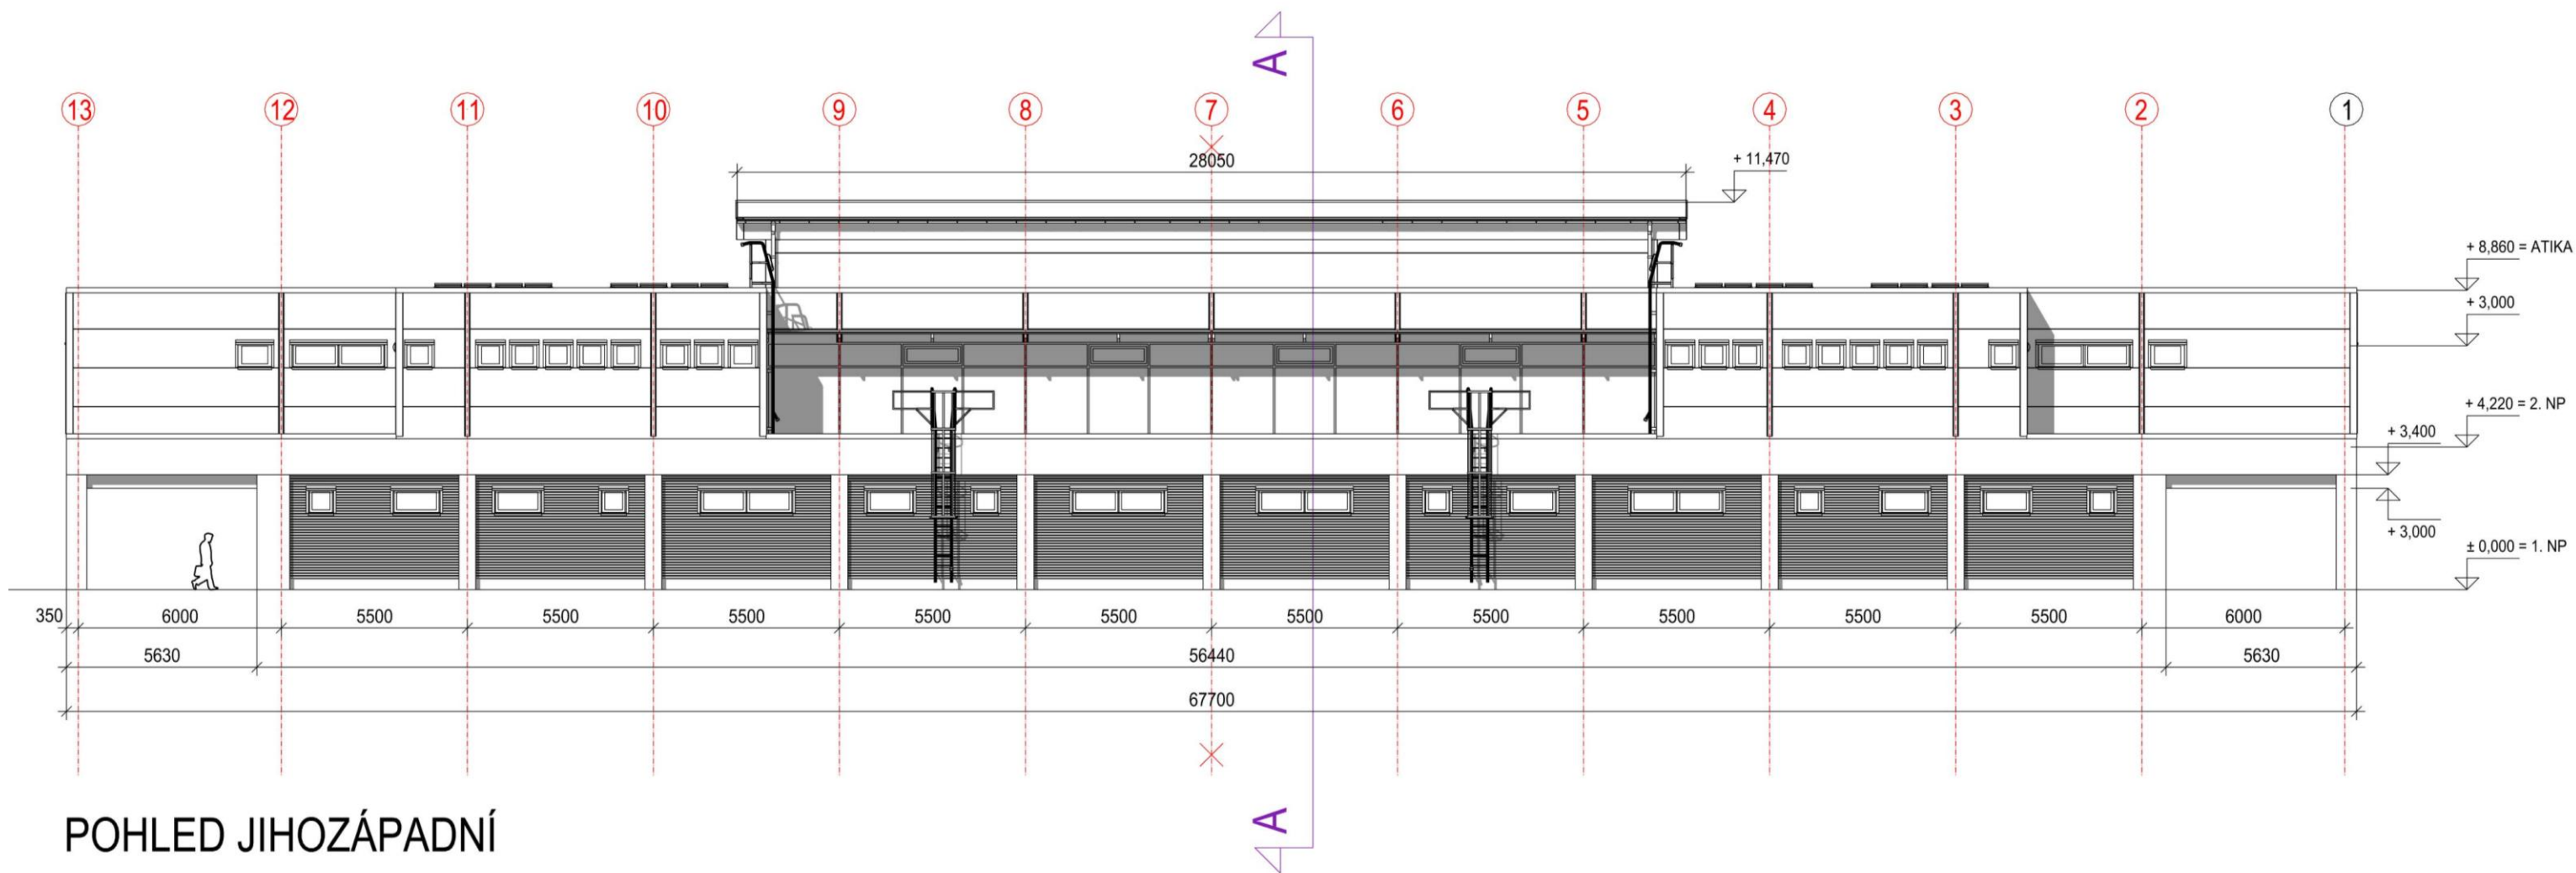 A
13 12 11 10 9 8 7 6 5 4 3 2 1
28050
+ 11,470
+ 8,860 = ATIKA
+ 3,000
+ 4,220 = 2. NP
+ 3,400
+ 3,000
± 0,000 = 1. NP
350 6000 5500 5500 5500 5500 5500 5500 5500 5500 5500 5500 6000
5630 56440 5630
67700
A
POHLED JIHOZÁPADNÍ